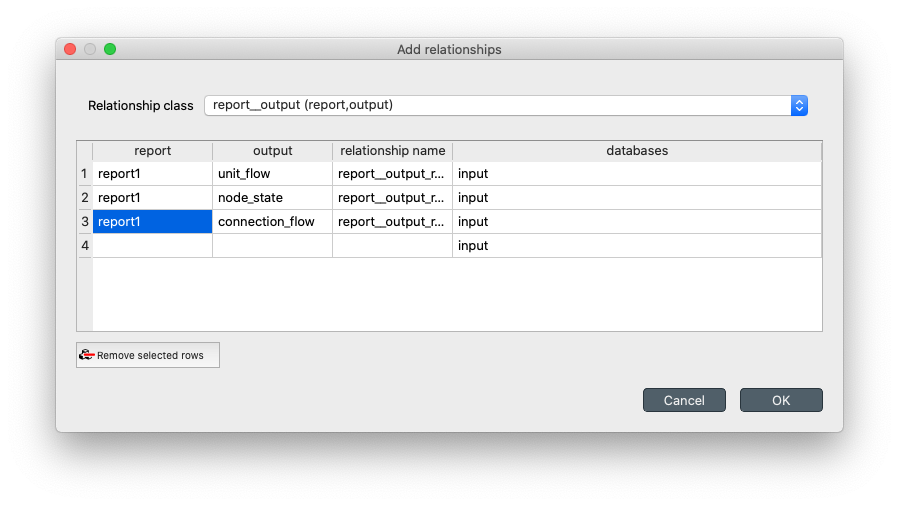 Add relationships
Relationship class report__output (report,output)
report output relationship name databases
1 report1 unit_flow report__output_r... input
2 report1 node_state report__output_r... input
3 report1 connection_flow report__output_r... input
4 input
Remove selected rows
Cancel OK